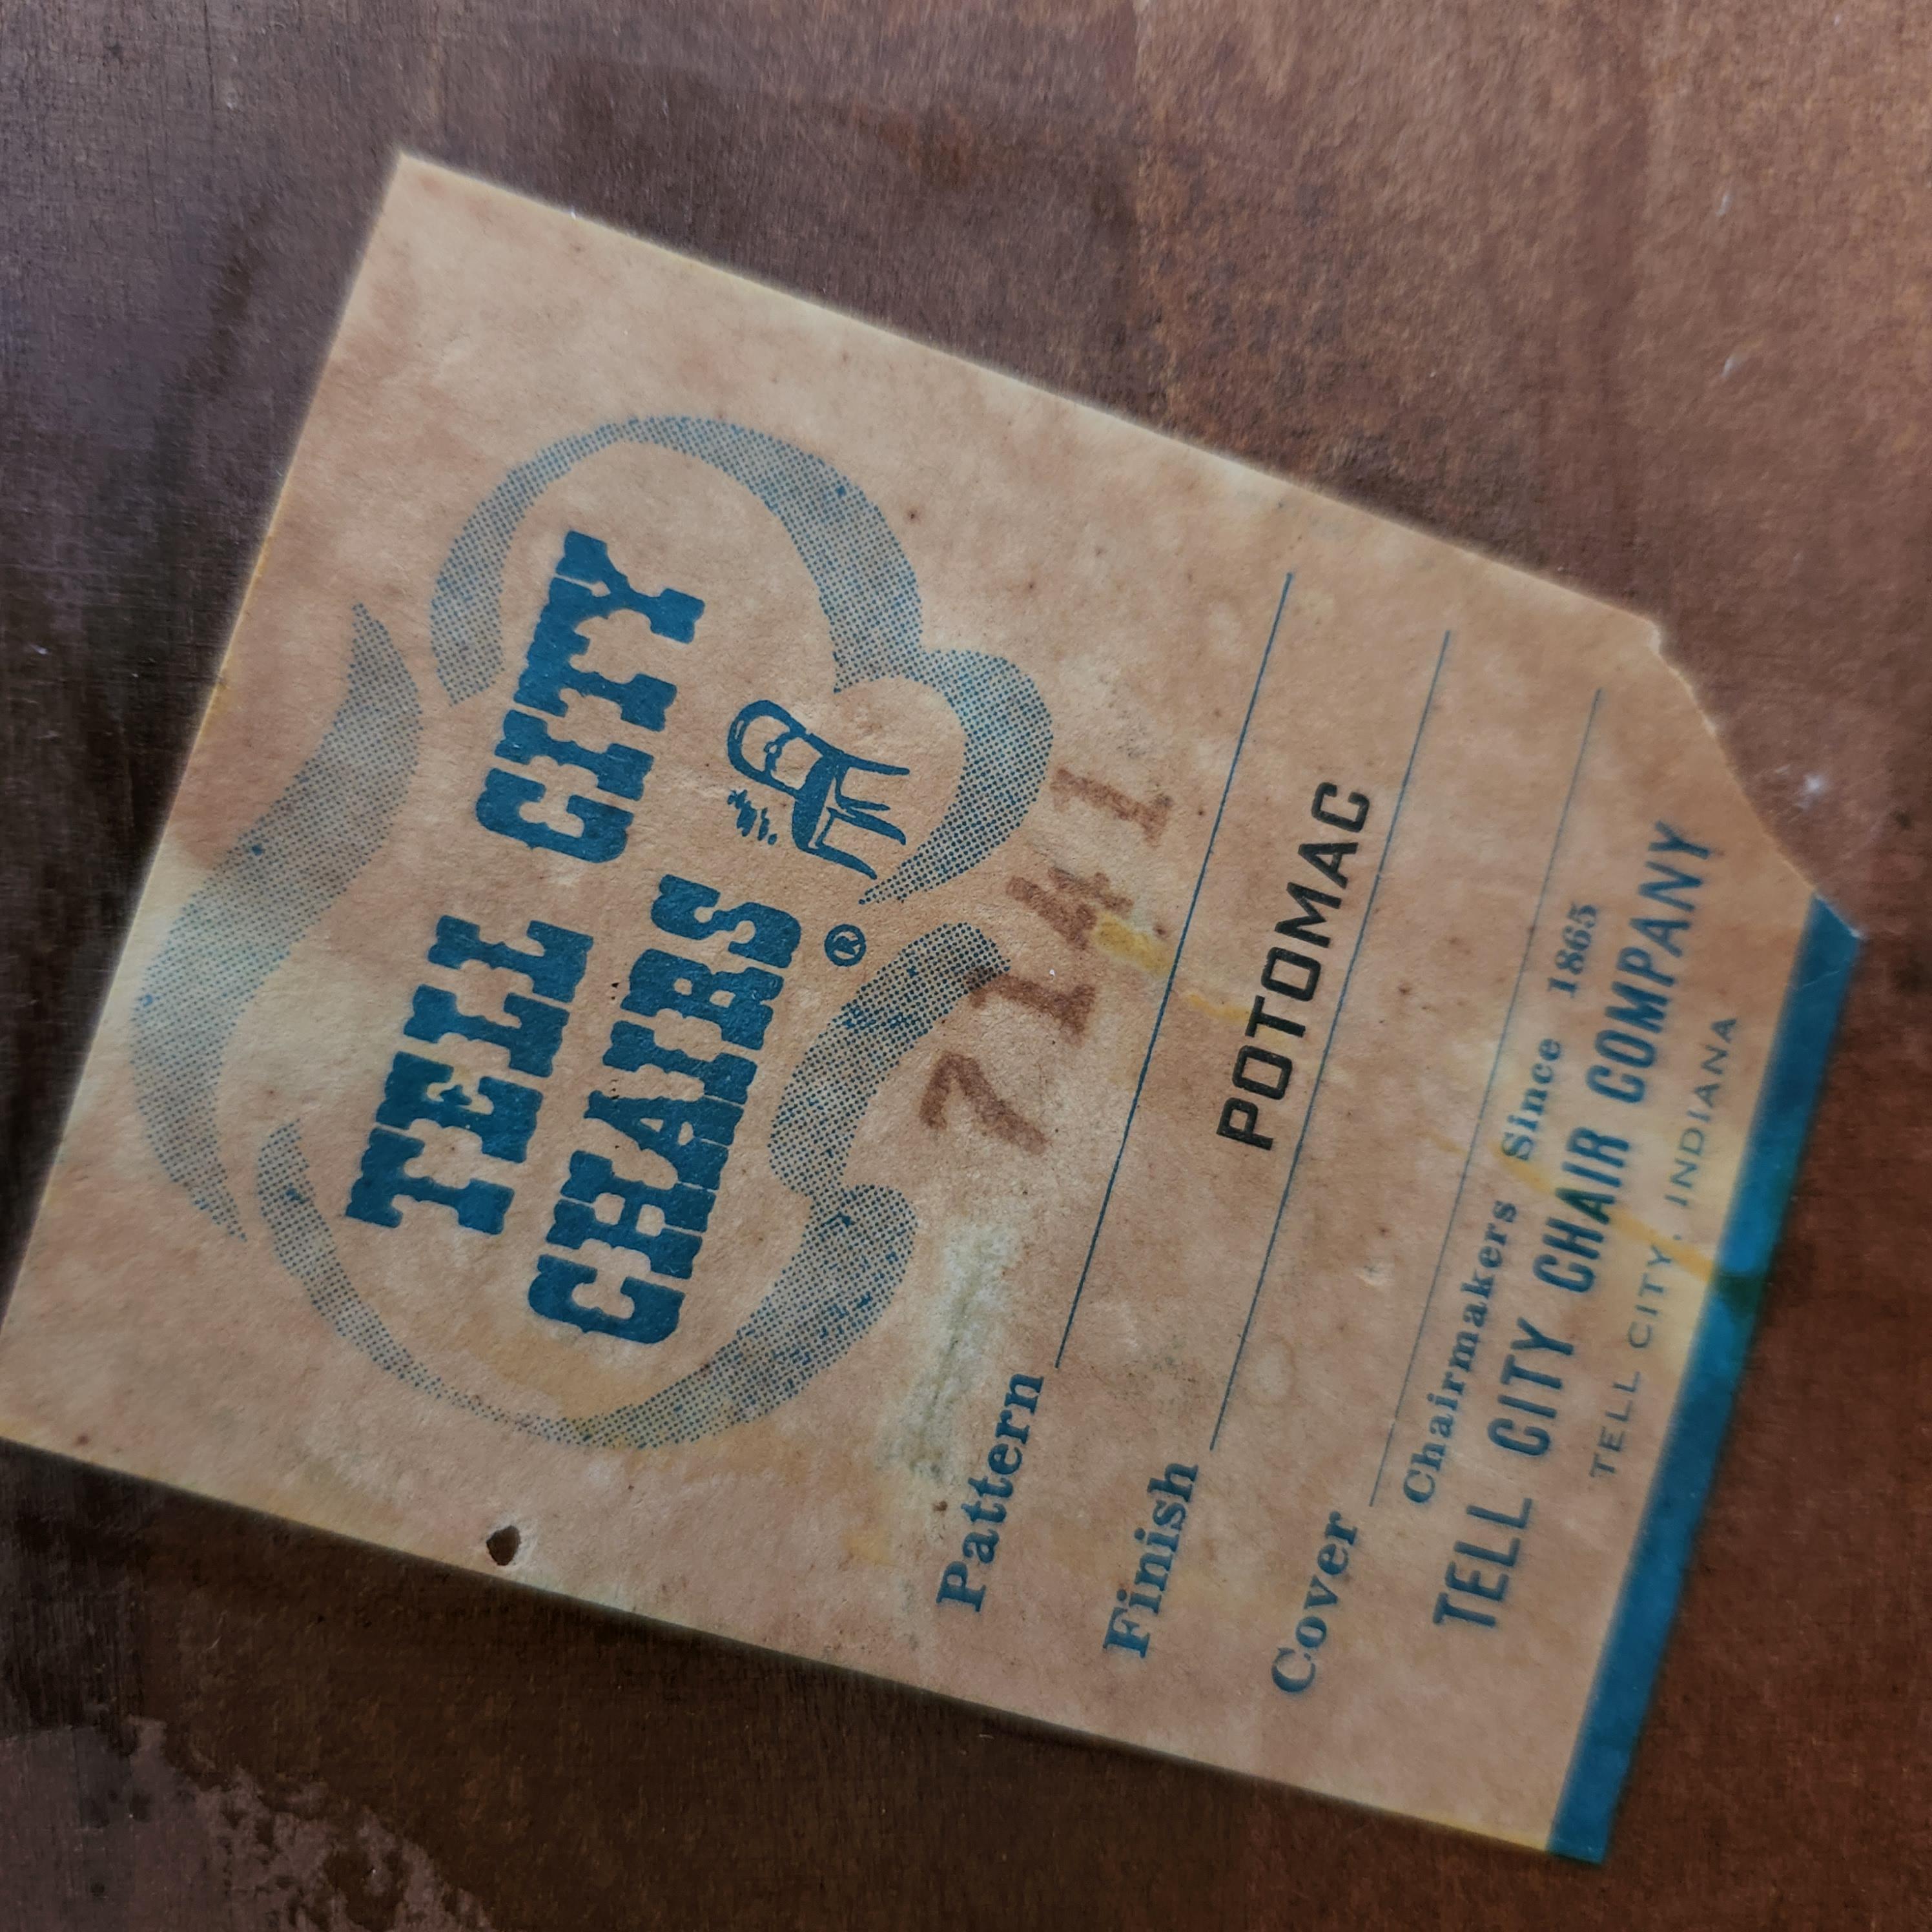 TELL CITY
CHAIRS ®
Pattern 7141
Finish POTOMAC
Cover
Chairmakers Since 1865
TELL CITY CHAIR COMPANY
TELL CITY, INDIANA